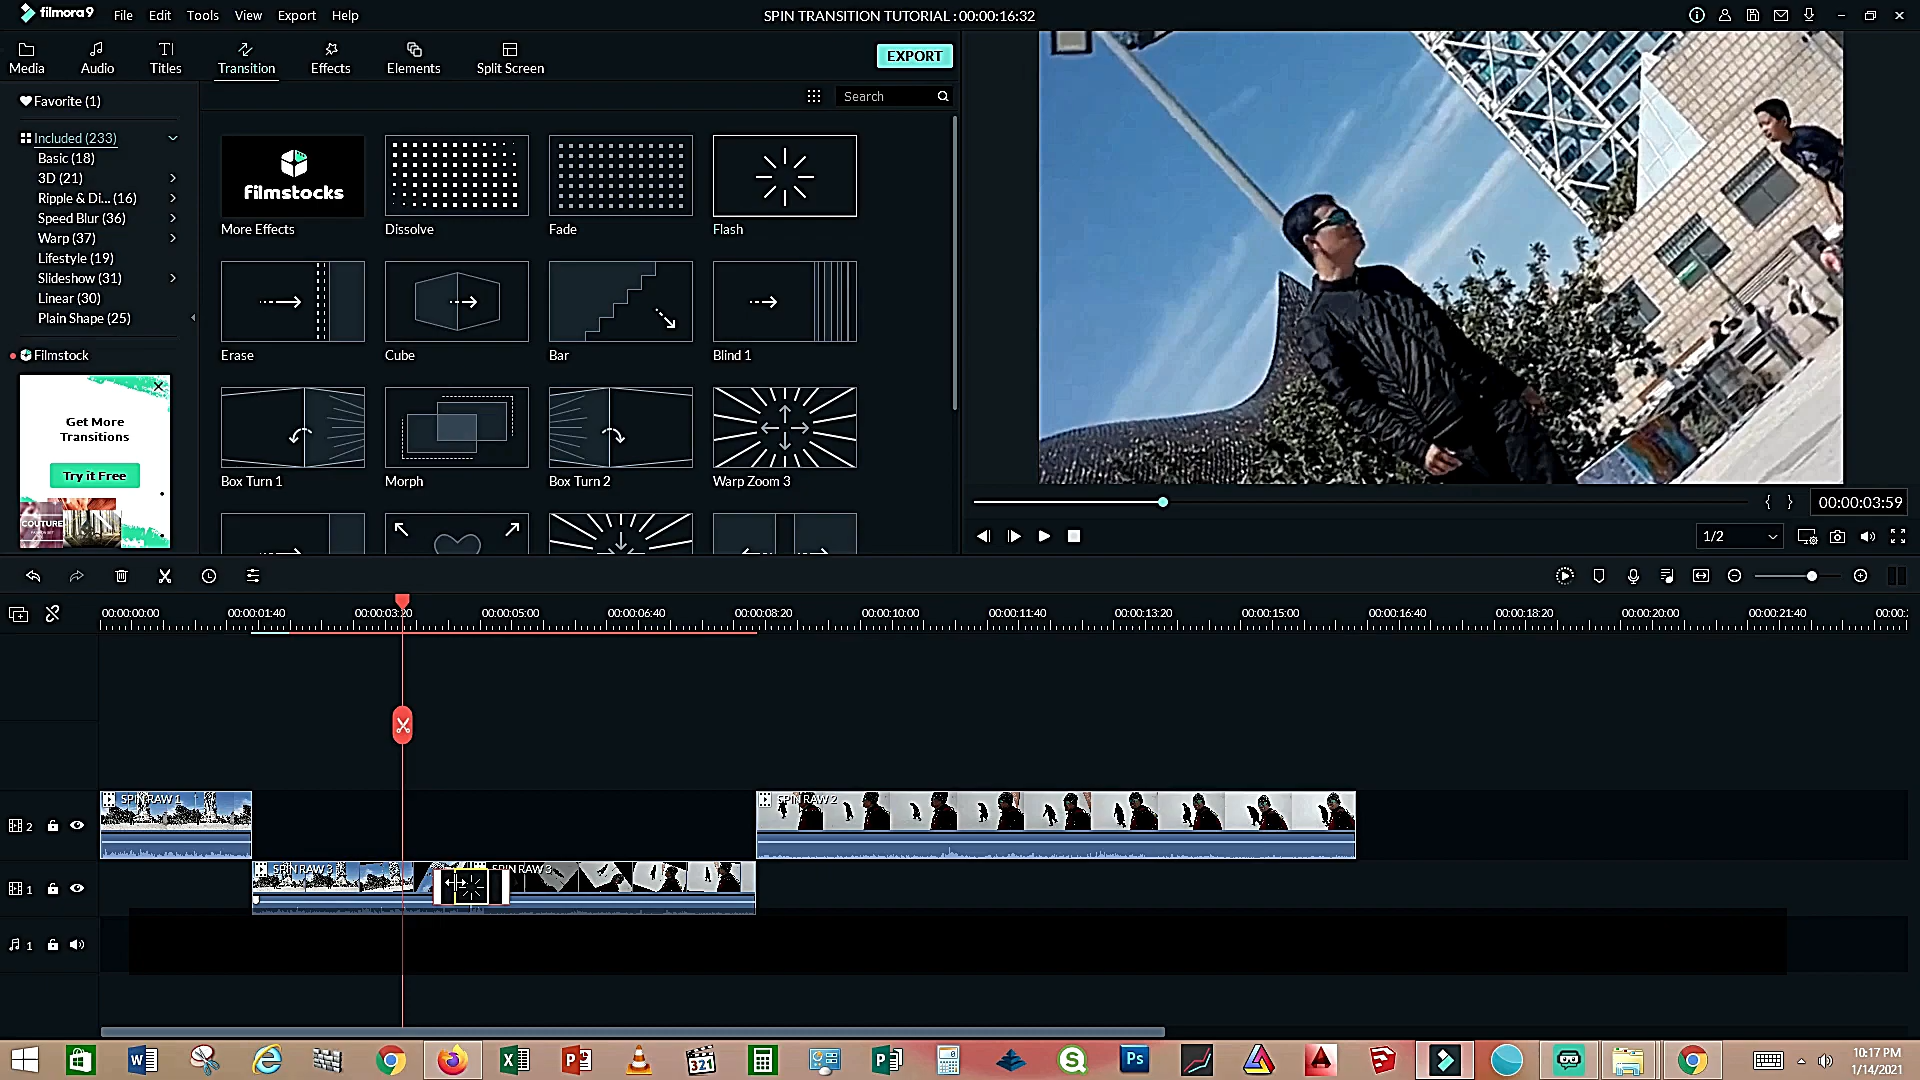 filmora9 File Edit Tools View Export Help SPIN TRANSITION TUTORIAL : 00:00:16:32
Media Audio Titles Transition Effects Elements Split Screen EXPORT
Favorite (1)
Search
Included (233)
Basic (18)
3D (21)
Ripple & Di... (16)
Speed Blur (36)
Warp (37)
Lifestyle (19)
Slideshow (31)
Linear (30)
Plain Shape (25)
Filmstock
Get More
Transitions
Try it Free
COUTURE
filmstocks
More Effects Dissolve Fade Flash
Erase Cube Bar Blind 1
Box Turn 1 Morph Box Turn 2 Warp Zoom 3
{ } 00:00:03:59
1/2
00:00:00:00 00:00:01:40 00:00:03:20 00:00:05:00 00:00:06:40 00:00:08:20 00:00:10:00 00:00:11:40 00:00:13:20 00:00:15:00 00:00:16:40 00:00:18:20 00:00:20:00 00:00:21:40 00:00:
2 SPIN RAW 1 SPIN RAW 2
1 SPIN RAW 3 SPIN RAW 3
1
321 Ps
10:17 PM
1/14/2021